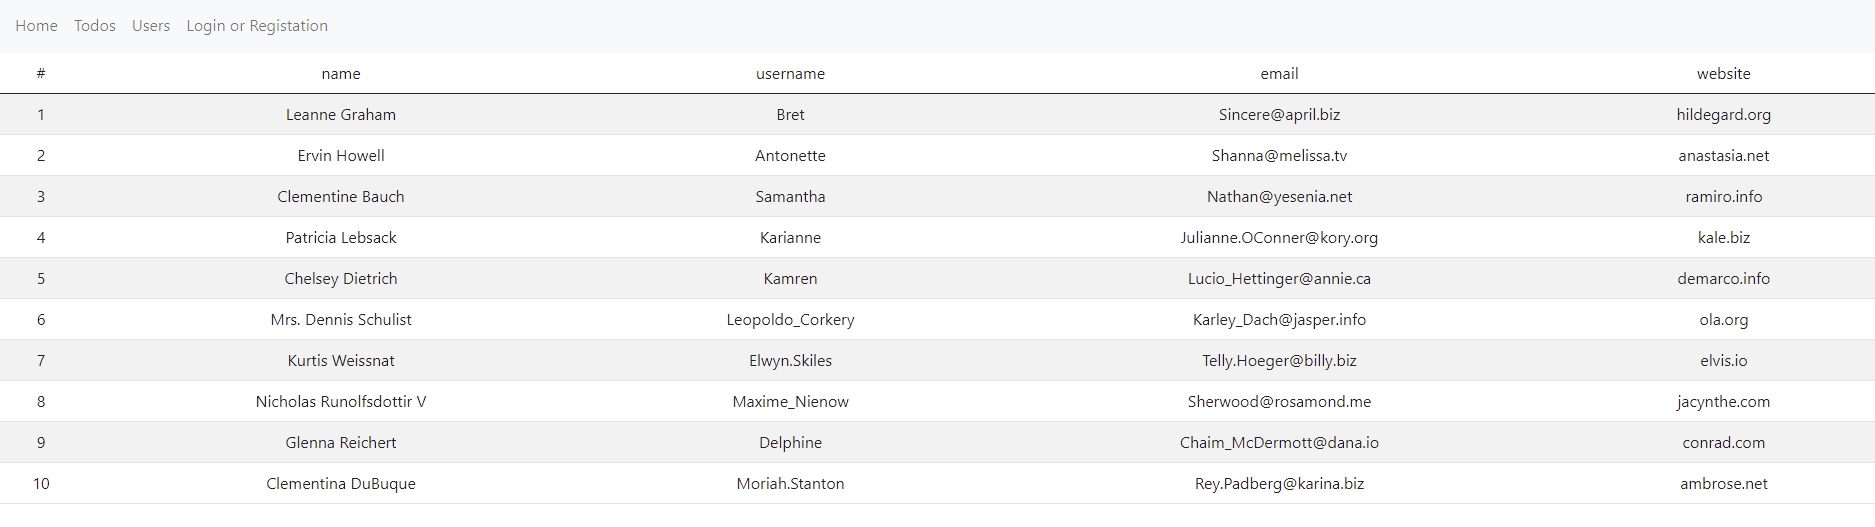 Home Todos Users Login or Registation
# name username email website
1 Leanne Graham Bret Sincere@april.biz hildegard.org
2 Ervin Howell Antonette Shanna@melissa.tv anastasia.net
3 Clementine Bauch Samantha Nathan@yesenia.net ramiro.info
4 Patricia Lebsack Karianne Julianne.OConner@kory.org kale.biz
5 Chelsey Dietrich Kamren Lucio_Hettinger@annie.ca demarco.info
6 Mrs. Dennis Schulist Leopoldo_Corkery Karley_Dach@jasper.info ola.org
7 Kurtis Weissnat Elwyn.Skiles Telly.Hoeger@billy.biz elvis.io
8 Nicholas Runolfsdottir V Maxime_Nienow Sherwood@rosamond.me jacynthe.com
9 Glenna Reichert Delphine Chaim_McDermott@dana.io conrad.com
10 Clementina DuBuque Moriah.Stanton Rey.Padberg@karina.biz ambrose.net